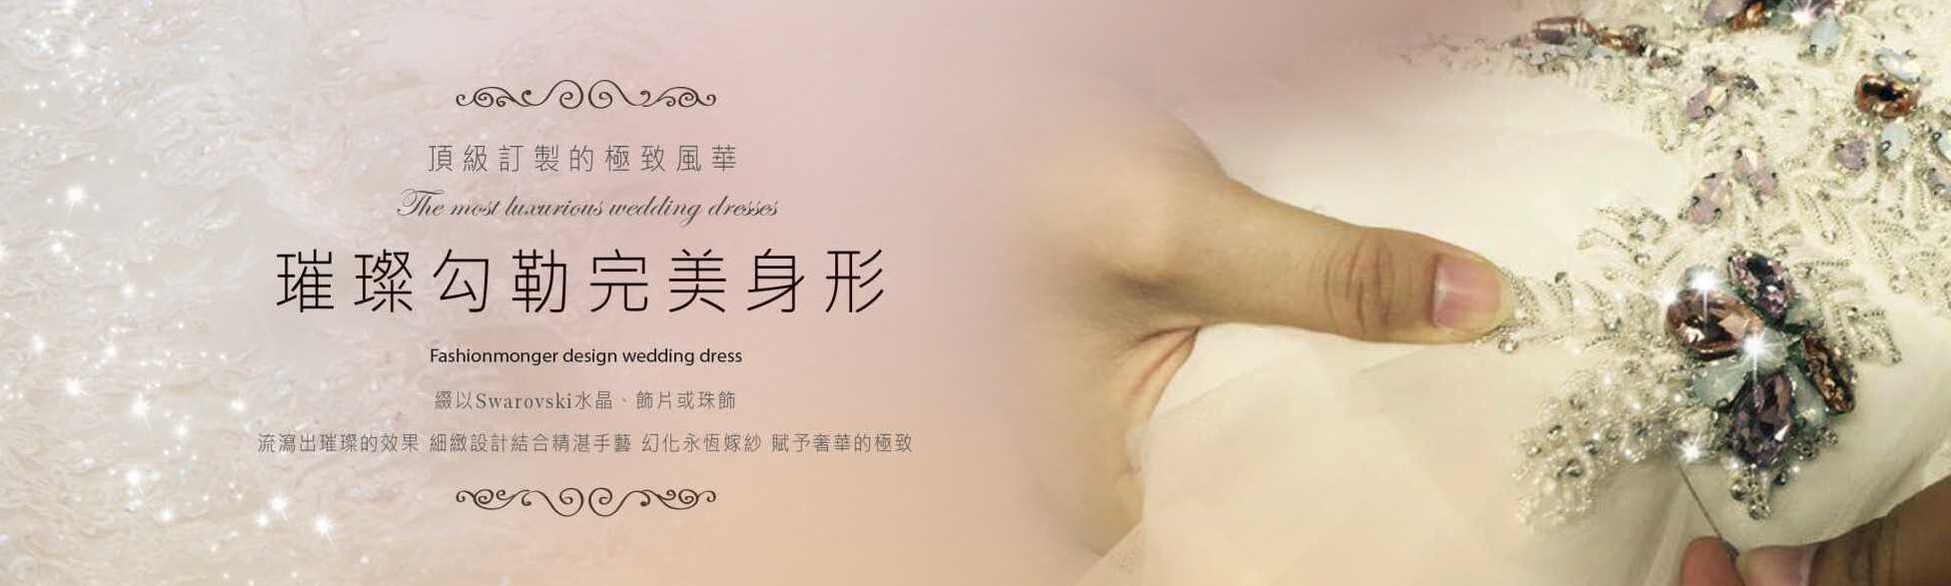 頂級訂製的極致風華
The most luxurious wedding dresses
璀璨勾勒完美身形
Fashionmonger design wedding dress
綴以Swarovski水晶、飾片或珠飾
流瀉出璀璨的效果 細緻設計結合精湛手藝 幻化永恆嫁紗 賦予奢華的極致